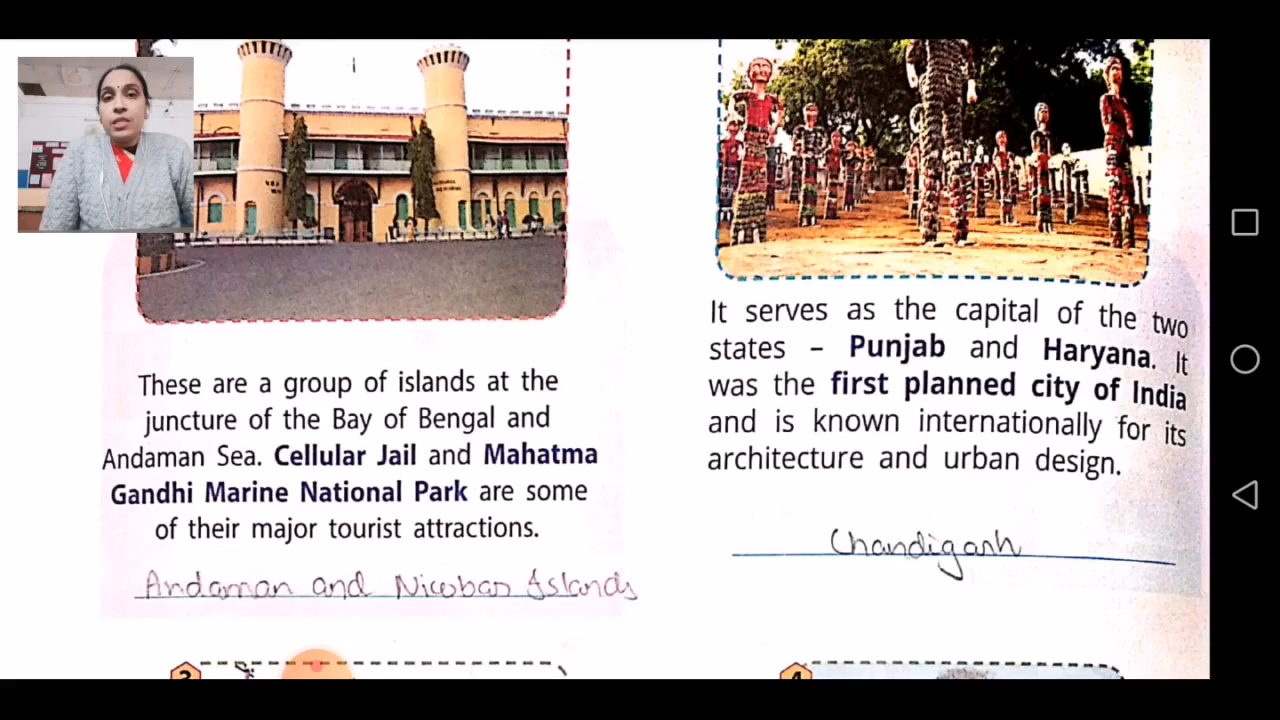 These are a group of islands at the
juncture of the Bay of Bengal and
Andaman Sea. Cellular Jail and Mahatma
Gandhi Marine National Park are some
of their major tourist attractions.
Andaman and Nicobar Islands
It serves as the capital of the two
states – Punjab and Haryana. It
was the first planned city of India
and is known internationally for its
architecture and urban design.
Chandigarh